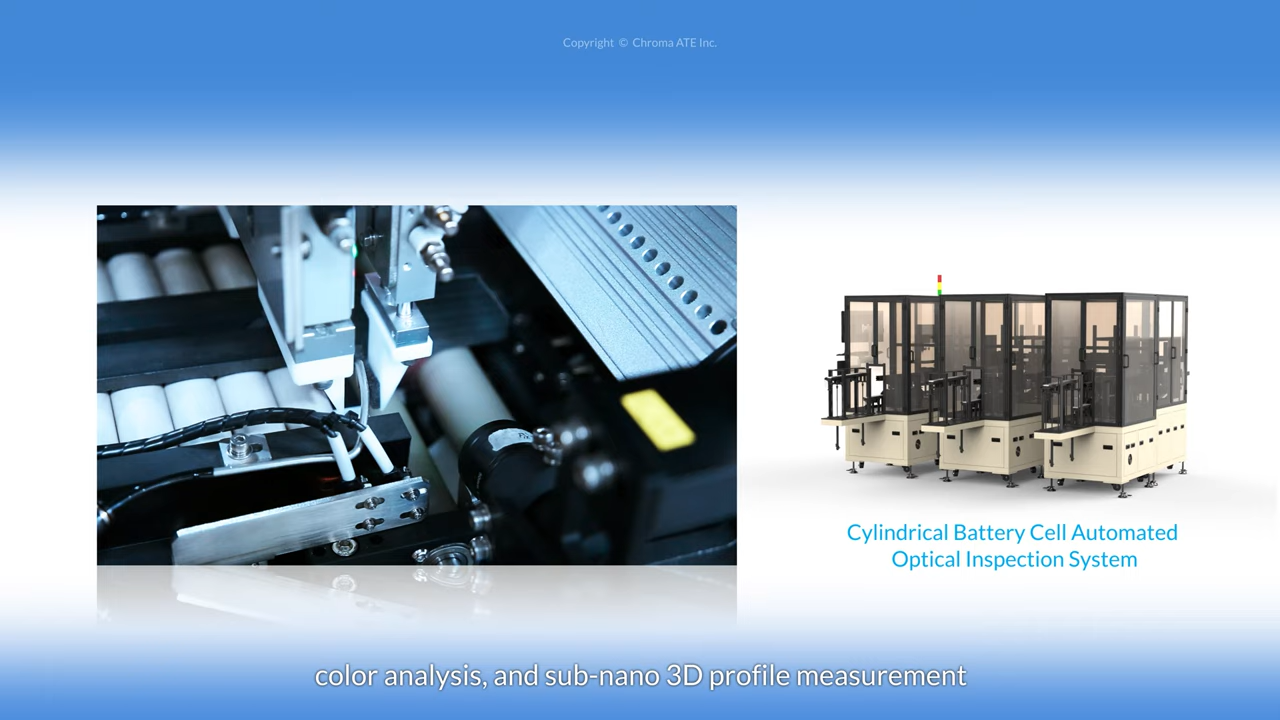 Copyright © Chroma ATE Inc.
Cylindrical Battery Cell Automated
Optical Inspection System
color analysis, and sub-nano 3D profile measurement